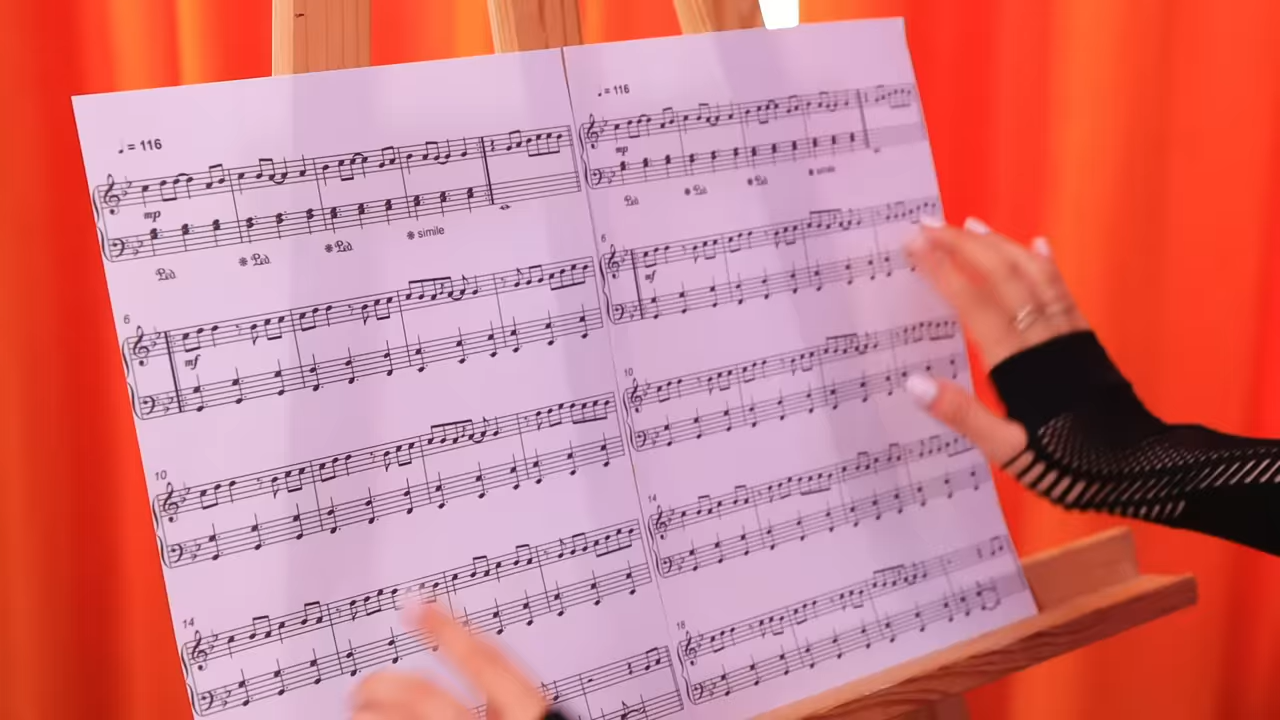 ♩= 116
mp
Ped * Ped * Ped * simile
6
mf
10
14
♩= 116
mp
Ped * Ped * Ped * simile
6
mf
10
14
18